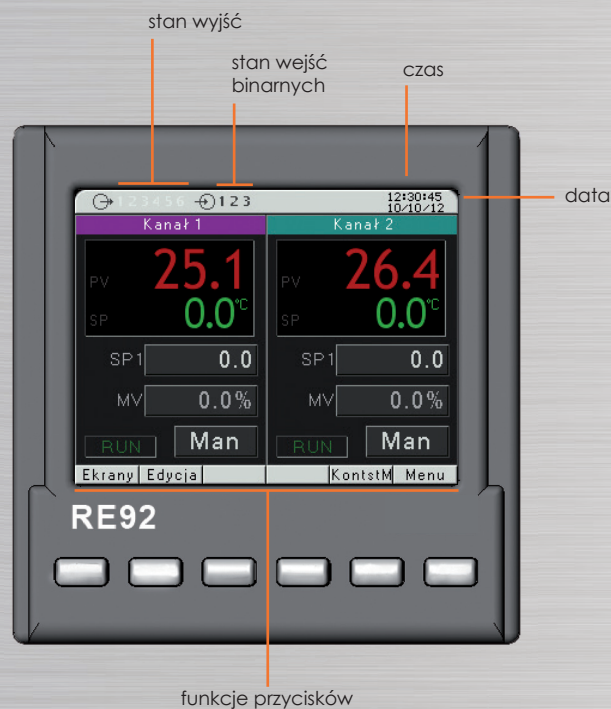 stan wyjść
stan wejść
binarnych
czas
data
123456 123 12:30:45
10/10/12
Kanał 1 Kanał 2
PV 25.1 PV 26.4
SP 0.0°C SP 0.0°C
SP1 0.0 SP1 0.0
MV 0.0% MV 0.0%
RUN Man RUN Man
Ekrany Edycja KontstM Menu
RE92
funkcje przycisków